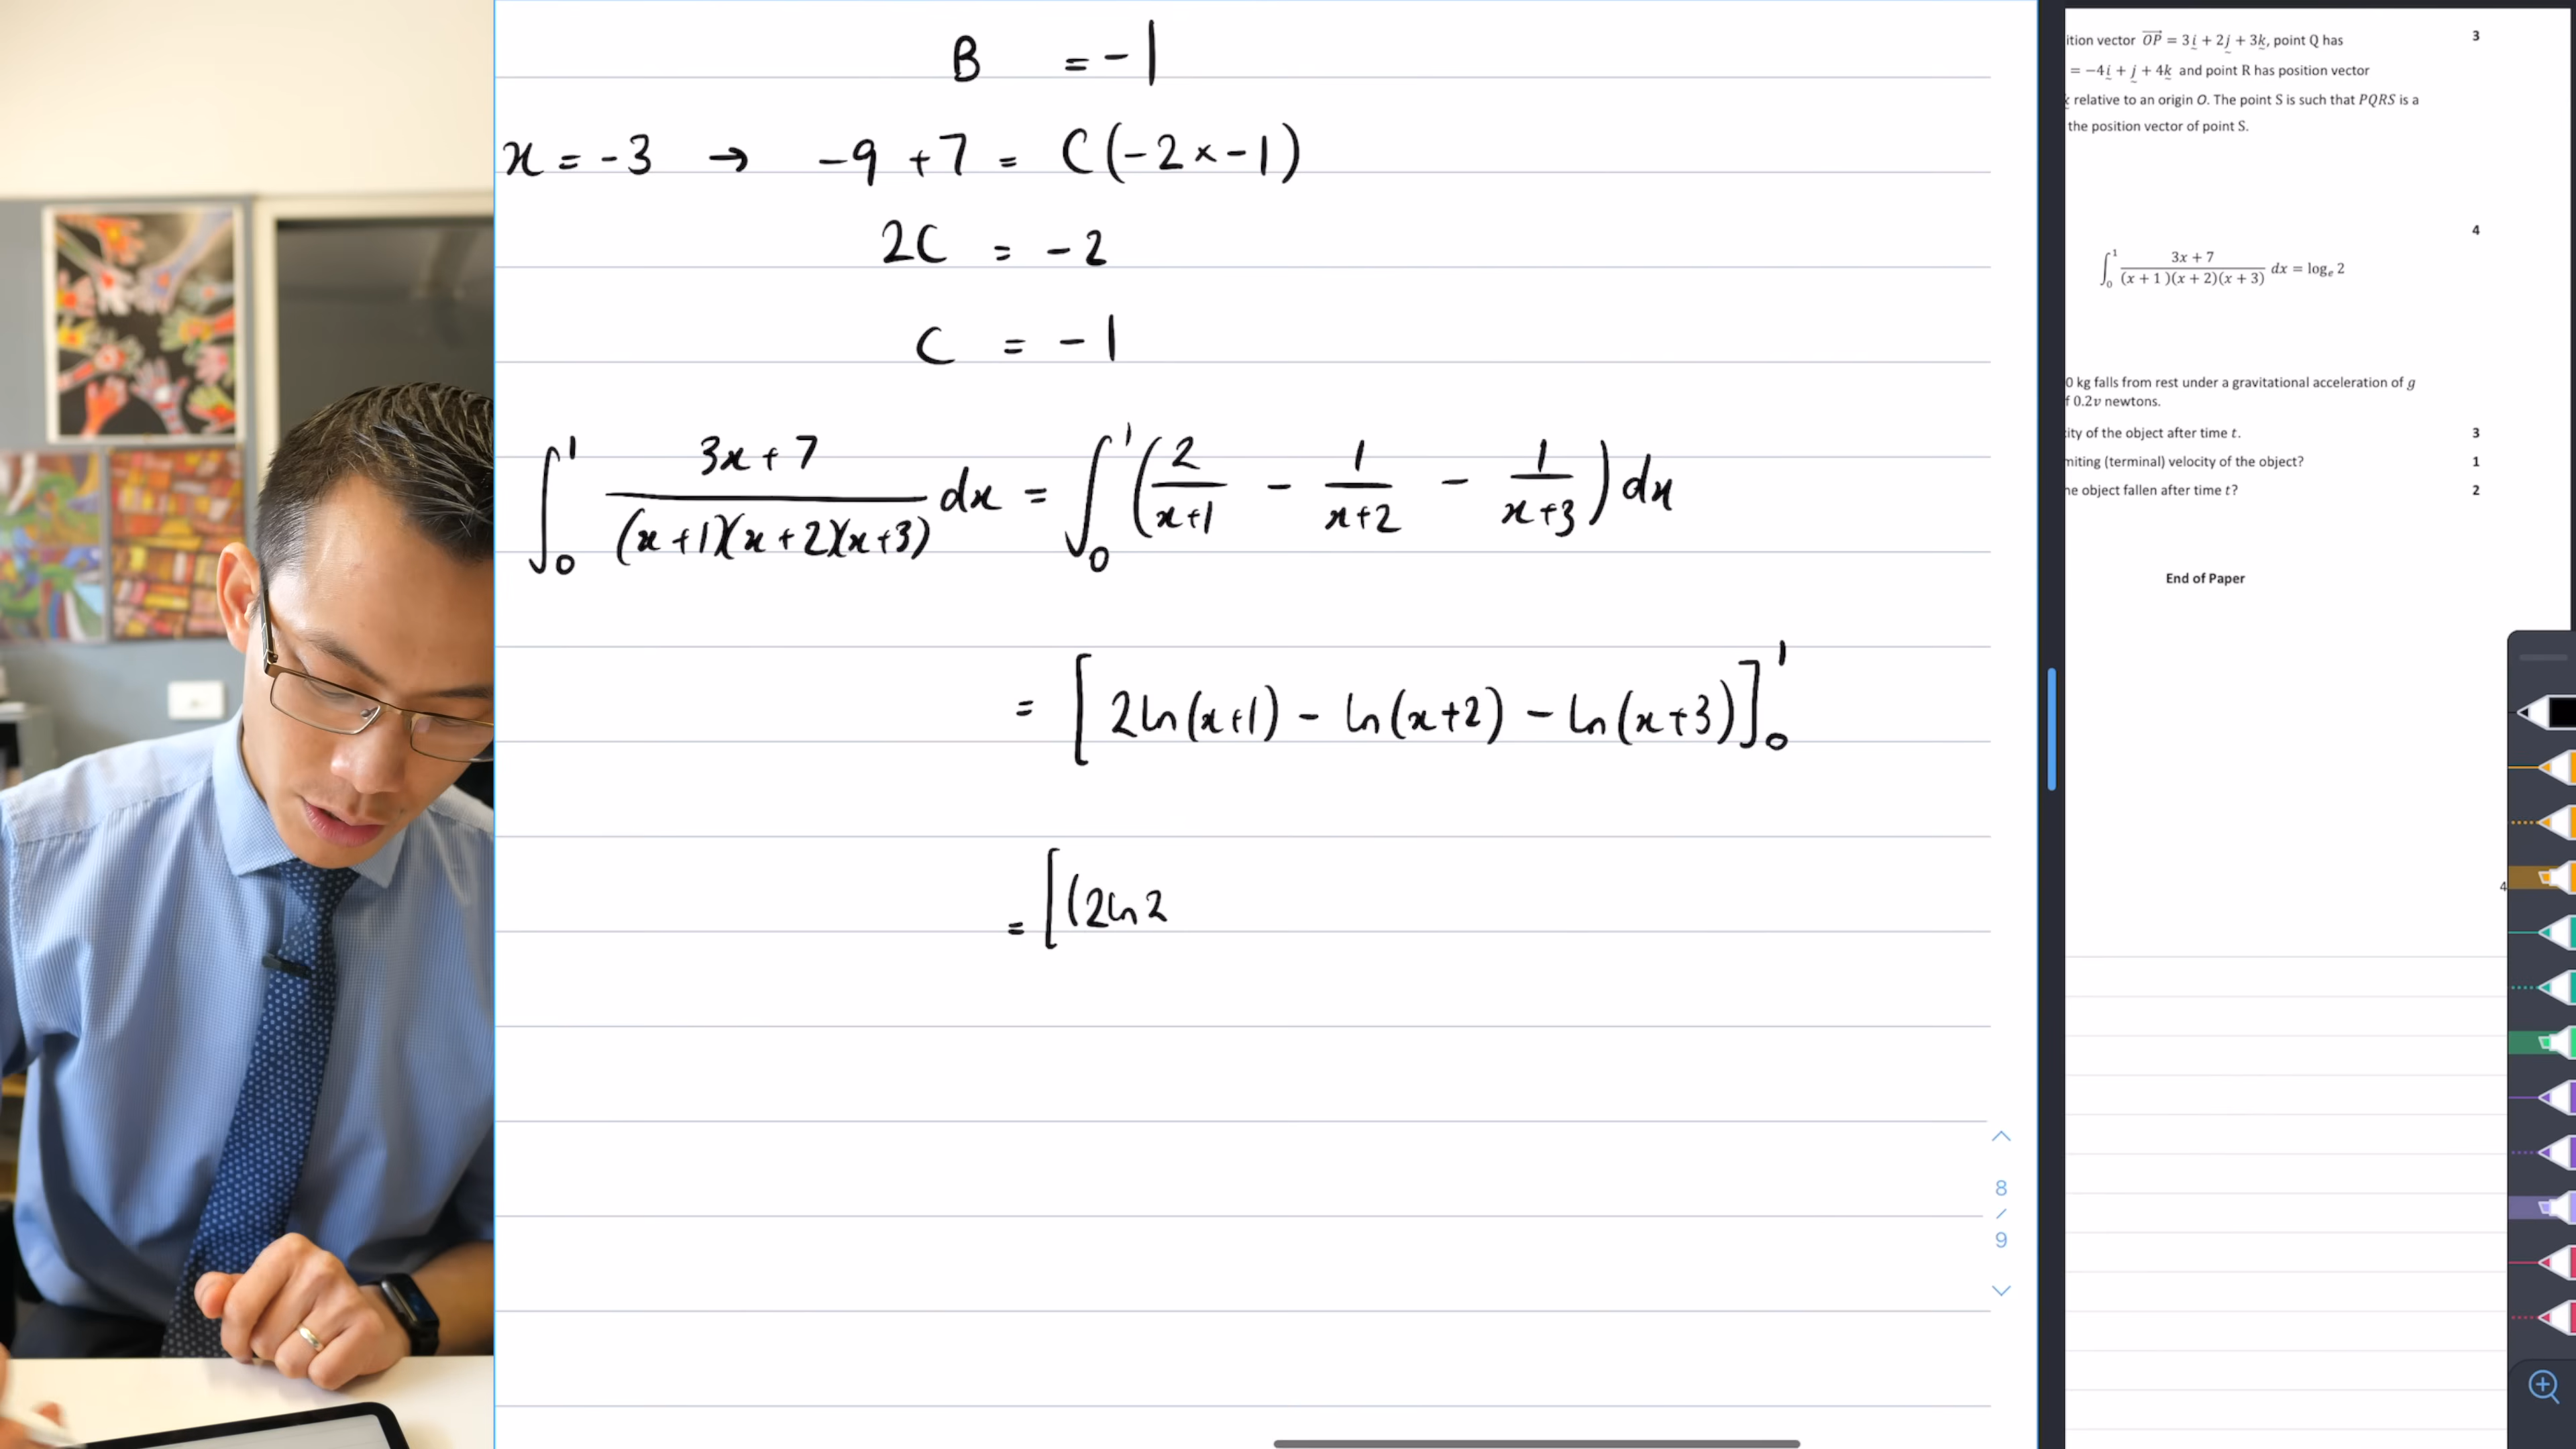 B = -1
x = -3 → -9 + 7 = C(-2 × -1)
2C = -2
C = -1
∫₀¹ (3x + 7)/((x + 1)(x + 2)(x + 3)) dx = ∫₀¹ (2/(x+1) - 1/(x+2) - 1/(x+3)) dx
= [2ln(x+1) - ln(x+2) - ln(x+3)]₀¹
= [(2ln2
8
/
9
ition vector OP = 3i + 2j + 3k, point Q has 3
= −4i + j + 4k and point R has position vector
relative to an origin O. The point S is such that PQRS is a
the position vector of point S.
4
∫₀¹ (3x + 7)/((x + 1)(x + 2)(x + 3)) dx = logₑ 2
0 kg falls from rest under a gravitational acceleration of g
f 0.2v newtons.
ity of the object after time t. 3
miting (terminal) velocity of the object? 1
he object fallen after time t? 2
End of Paper
4